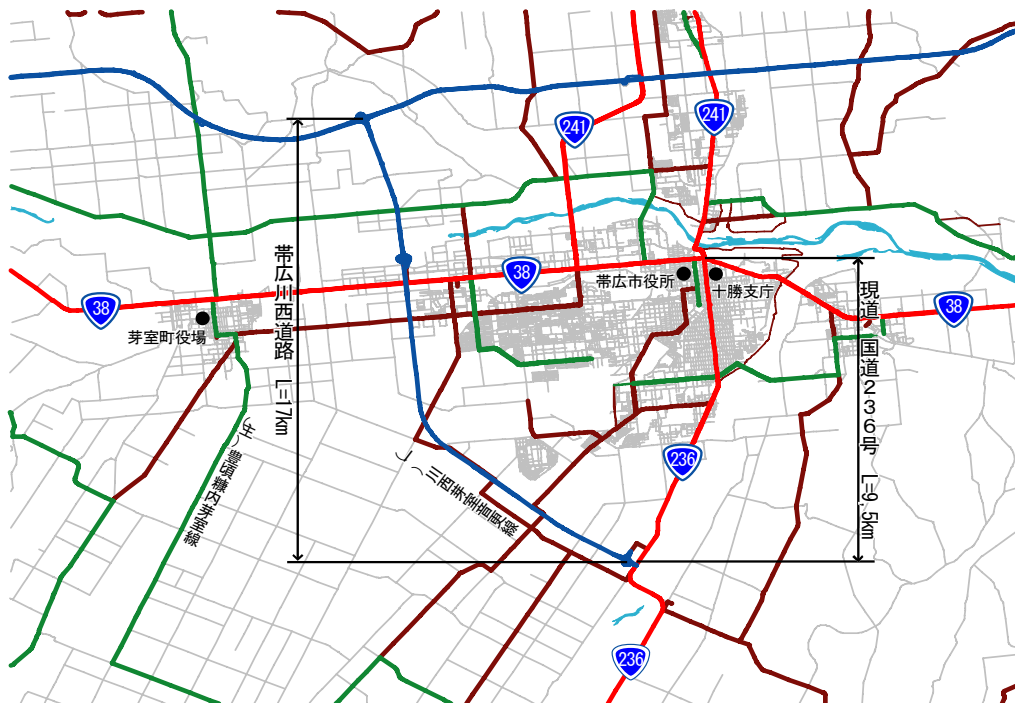 241
241
38
38
38
帯広市役所
十勝支庁
芽室町役場
帯広川西道路 L=17km
現道 国道236号 L=9.5km
(主)豊頃糠内芽室線
(一)川西芽室音更線
236
236